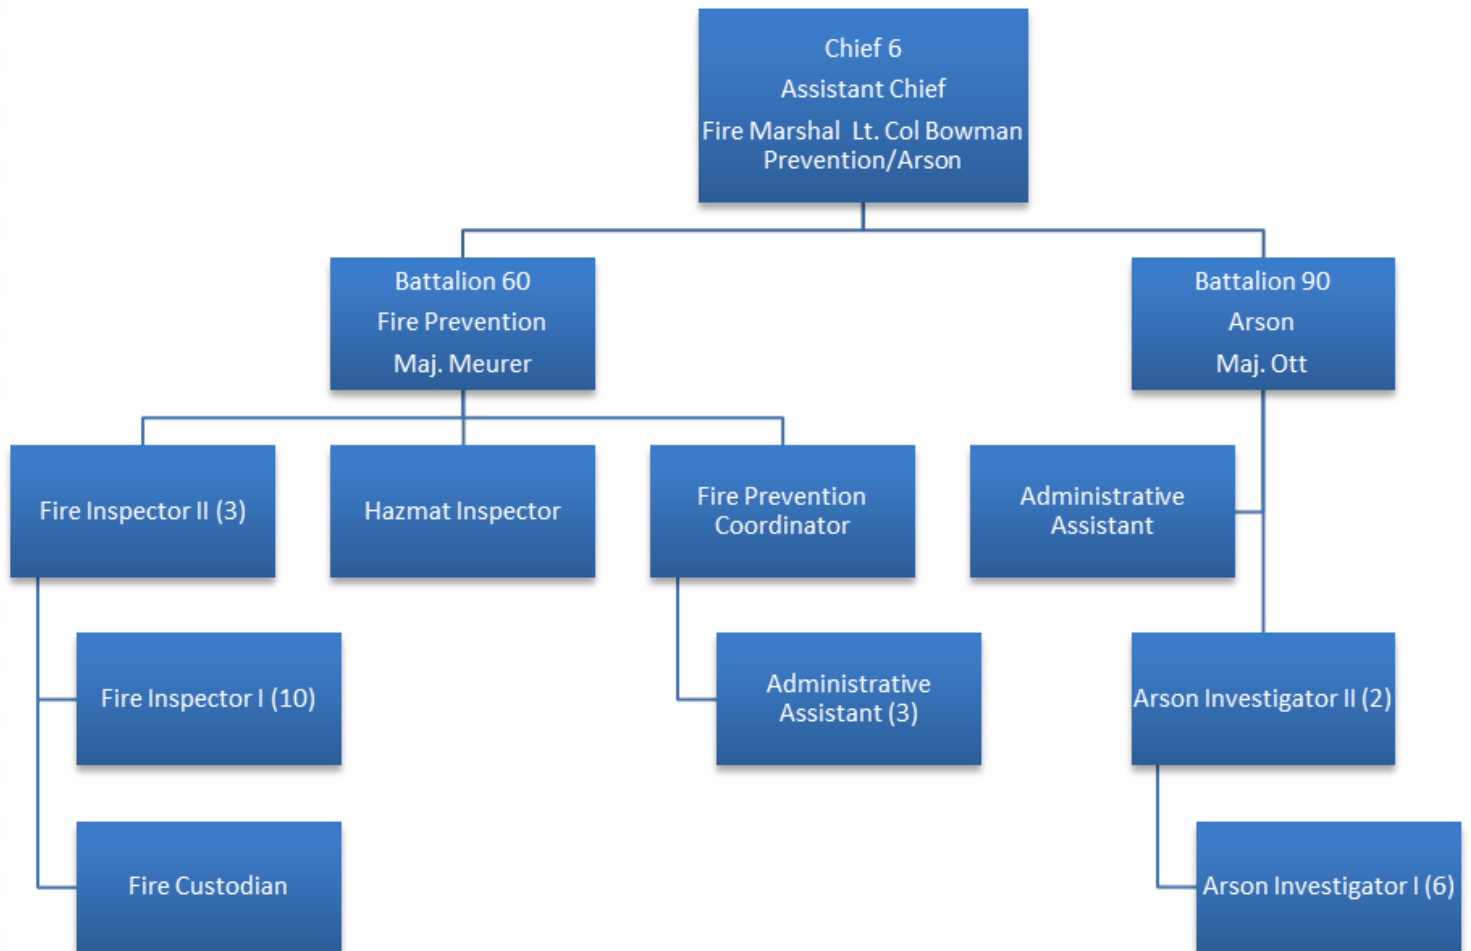 Chief 6
Assistant Chief
Fire Marshal  Lt. Col Bowman
Prevention/Arson
Battalion 60
Fire Prevention
Maj. Meurer
Battalion 90
Arson
Maj. Ott
Fire Inspector II (3)
Hazmat Inspector
Fire Prevention
Coordinator
Administrative
Assistant
Fire Inspector I (10)
Administrative
Assistant (3)
Arson Investigator II (2)
Fire Custodian
Arson Investigator I (6)